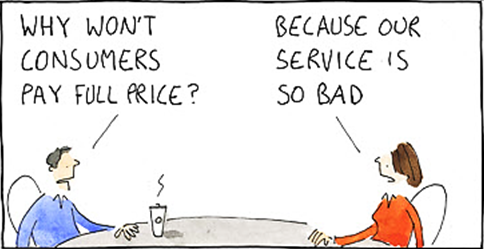 WHY WON'T
CONSUMERS
PAY FULL PRICE?
BECAUSE OUR
SERVICE IS
SO BAD